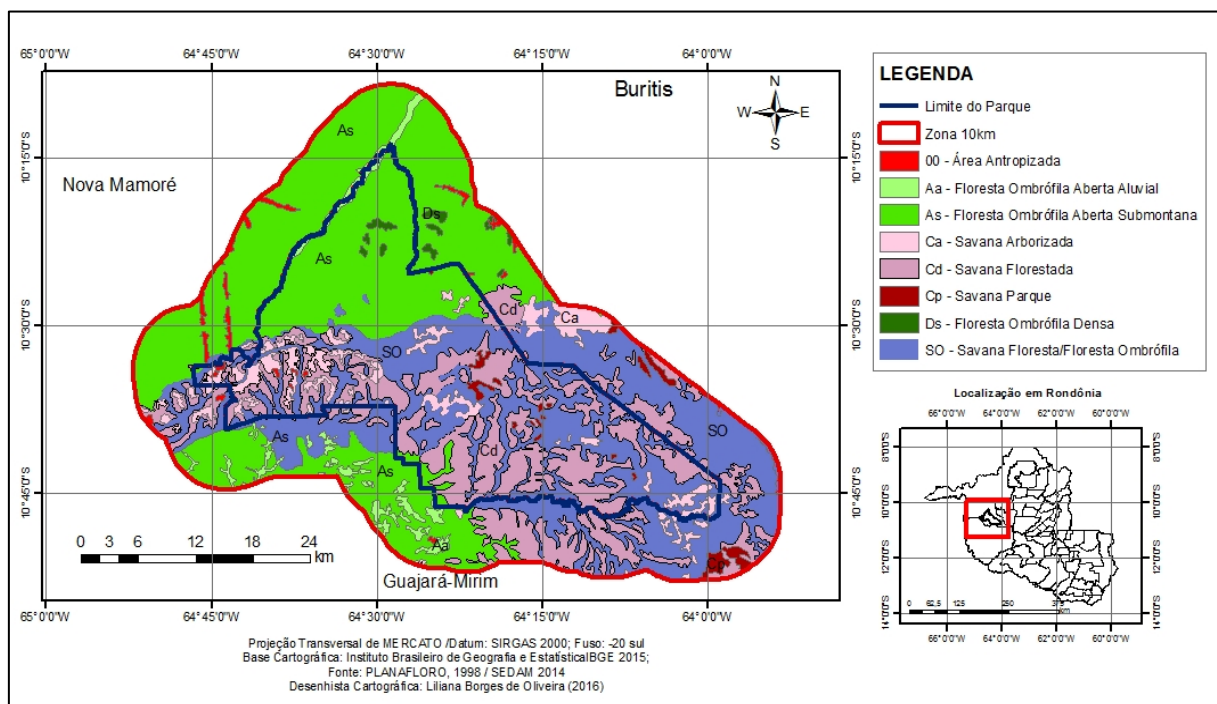 65°0'0"W
64°45'0"W
64°30'0"W
64°15'0"W
64°0'0"W
Buritis
N
W
E
S
10°15'0"S
10°15'0"S
Nova Mamoré
As
Ds
As
Cd
Ca
10°30'0"S
10°30'0"S
SO
SO
As
As
Cd
10°45'0"S
10°45'0"S
Aa
Cp
0 3 6 12 18 24
km
Guajará-Mirim
65°0'0"W
64°45'0"W
64°30'0"W
64°15'0"W
64°0'0"W
Projeção Transversal de MERCATO /Datum: SIRGAS 2000; Fuso: -20 sul
Base Cartográfica: Instituto Brasileiro de Geografia e EstatísticaIBGE 2015;
Fonte: PLANAFLORO, 1998 / SEDAM 2014
Desenhista Cartográfica: Liliana Borges de Oliveira (2016)
LEGENDA
Limite do Parque
Zona 10km
00 - Área Antropizada
Aa - Floresta Ombrófila Aberta Aluvial
As - Floresta Ombrófila Aberta Submontana
Ca - Savana Arborizada
Cd - Savana Florestada
Cp - Savana Parque
Ds - Floresta Ombrófila Densa
SO - Savana Floresta/Floresta Ombrófila
Localização em Rondônia
66°0'0"W 64°0'0"W 62°0'0"W 60°0'0"W
8°0'0"S
8°0'0"S
10°0'0"S
10°0'0"S
12°0'0"S
12°0'0"S
14°0'0"S
14°0'0"S
0 62,5 125 250 375
km
66°0'0"W 64°0'0"W 62°0'0"W 60°0'0"W